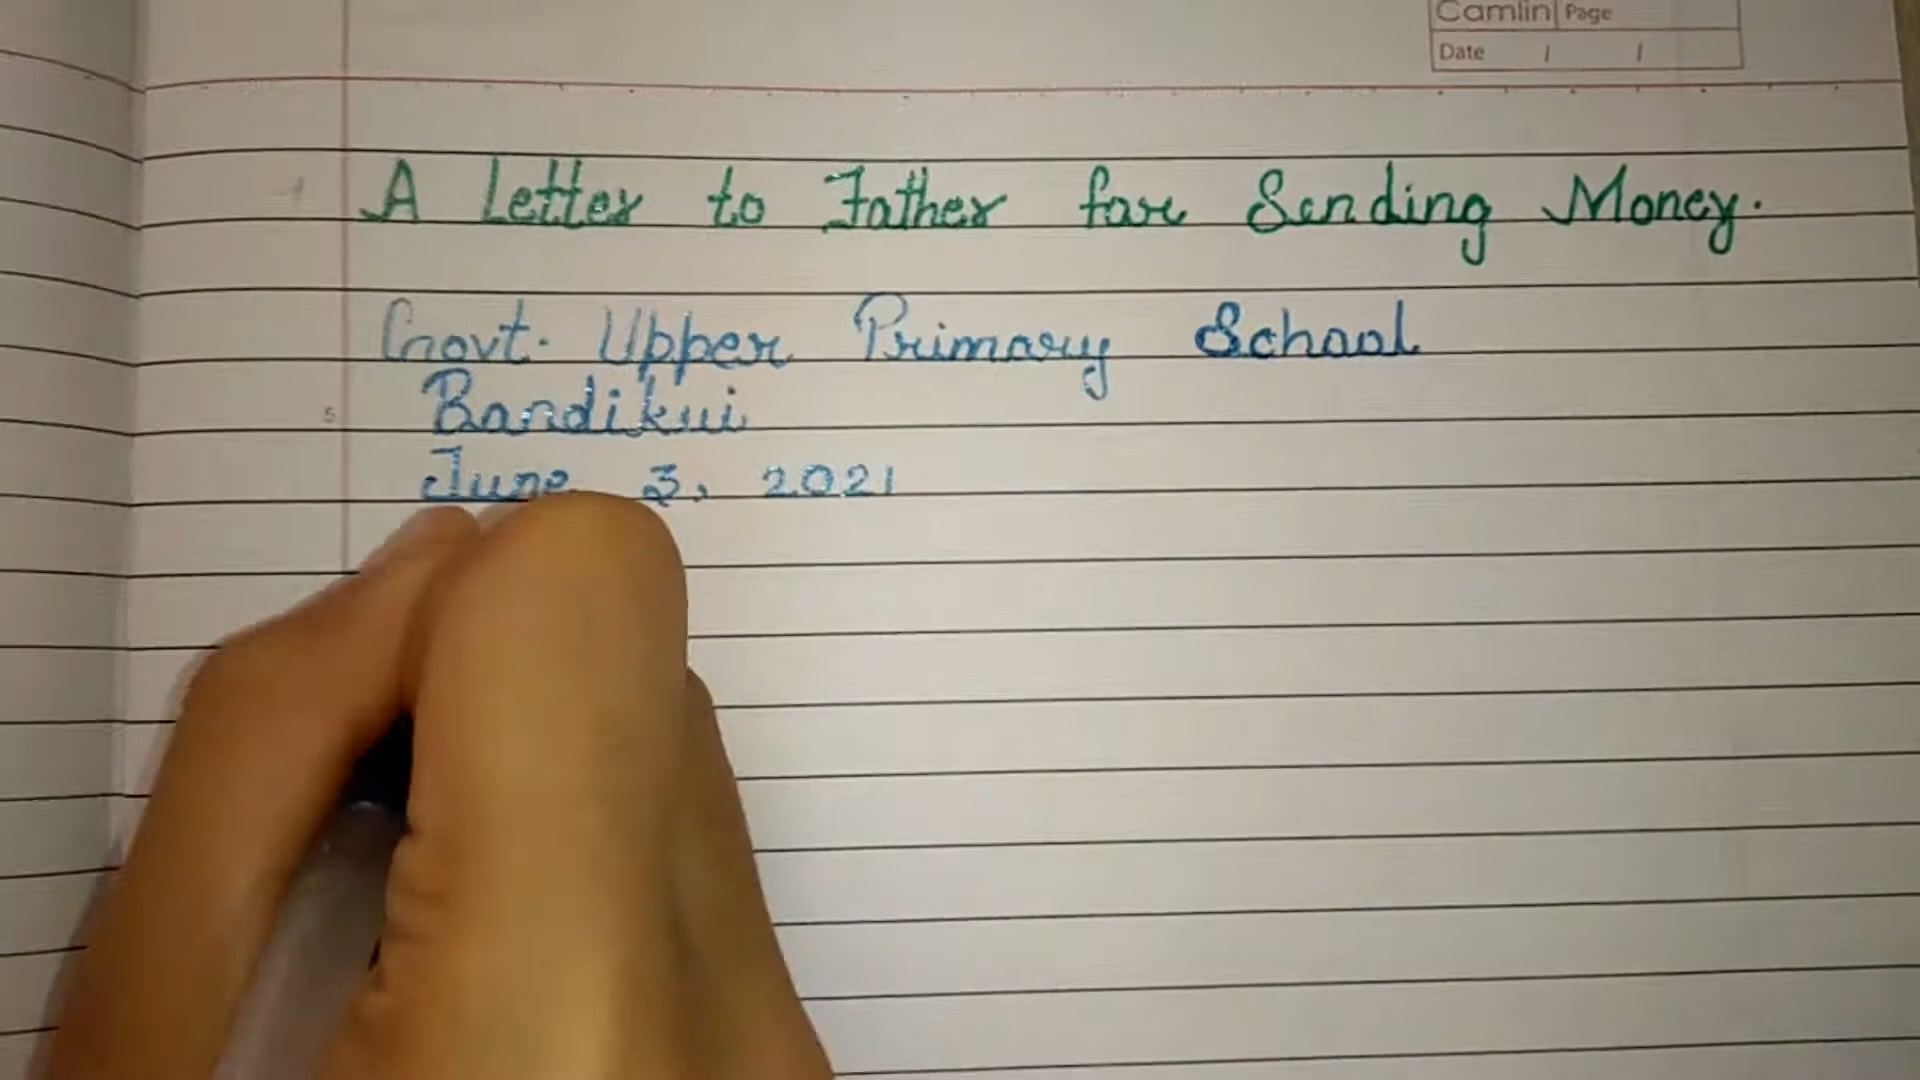 Camlin Page
Date / /
A Letter to Father for Sending Money.
Govt. Upper Primary School
Bandikui
June 3, 2021